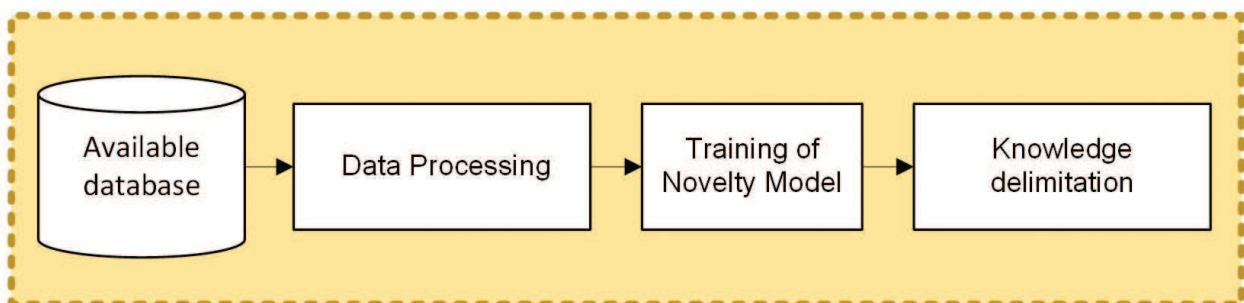 Available
database
Data Processing
Training of
Novelty Model
Knowledge
delimitation